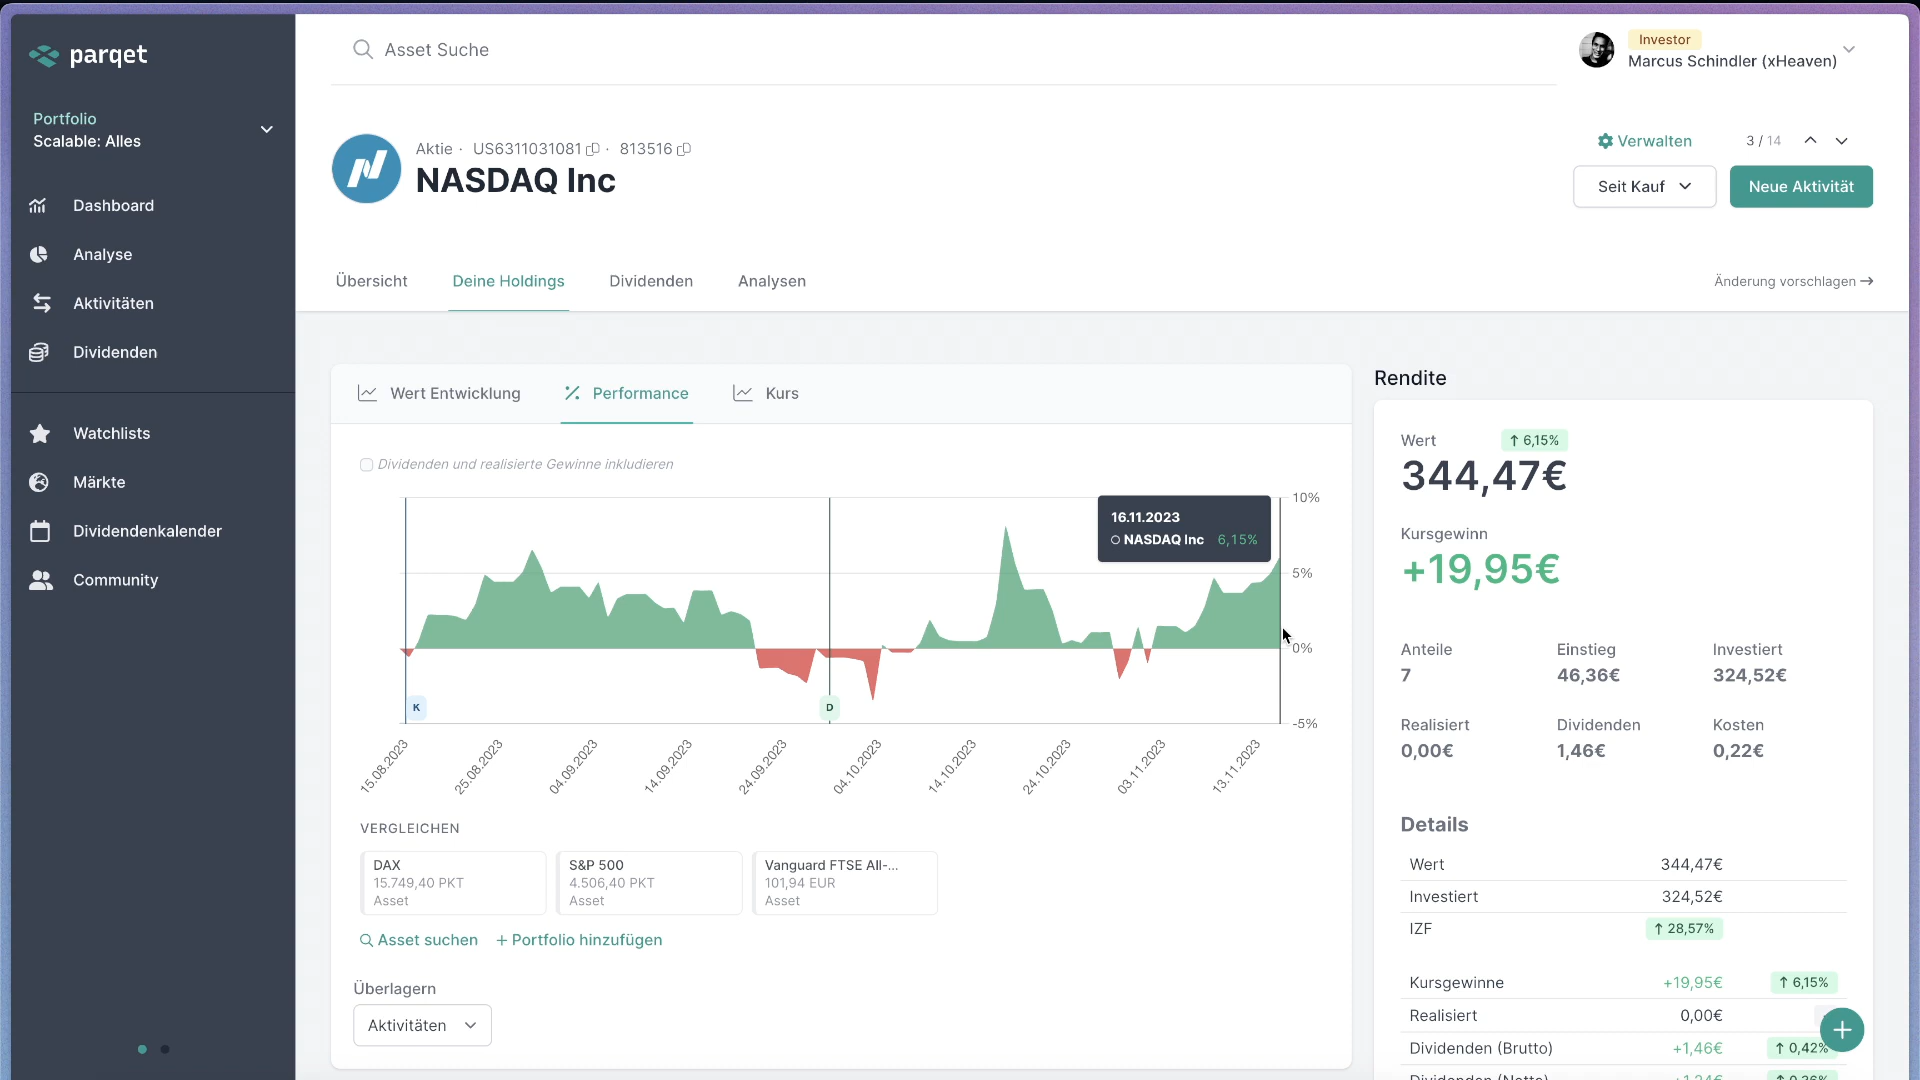 parqet
Portfolio
Scalable: Alles
Dashboard
Analyse
Aktivitäten
Dividenden
Watchlists
Märkte
Dividendenkalender
Community
Asset Suche
Investor
Marcus Schindler (xHeaven)
Aktie · US6311031081 · 813516
NASDAQ Inc
Verwalten
3 / 14
Seit Kauf
Neue Aktivität
Übersicht
Deine Holdings
Dividenden
Analysen
Änderung vorschlagen →
Wert Entwicklung
Performance
Kurs
Dividenden und realisierte Gewinne inkludieren
16.11.2023
NASDAQ Inc 6,15%
10%
5%
0%
-5%
K
D
15.08.2023
25.08.2023
04.09.2023
14.09.2023
24.09.2023
04.10.2023
14.10.2023
24.10.2023
03.11.2023
13.11.2023
VERGLEICHEN
DAX
15.749,40 PKT
Asset
S&P 500
4.506,40 PKT
Asset
Vanguard FTSE All-...
101,94 EUR
Asset
Asset suchen
+ Portfolio hinzufügen
Überlagern
Aktivitäten
Rendite
Wert ↑ 6,15%
344,47€
Kursgewinn
+19,95€
Anteile
7
Einstieg
46,36€
Investiert
324,52€
Realisiert
0,00€
Dividenden
1,46€
Kosten
0,22€
Details
Wert 344,47€
Investiert 324,52€
IZF ↑ 28,57%
Kursgewinne +19,95€ ↑ 6,15%
Realisiert 0,00€
Dividenden (Brutto) +1,46€ ↑ 0,42%
Dividenden (Netto) +1,24€ ↑ 0,36%